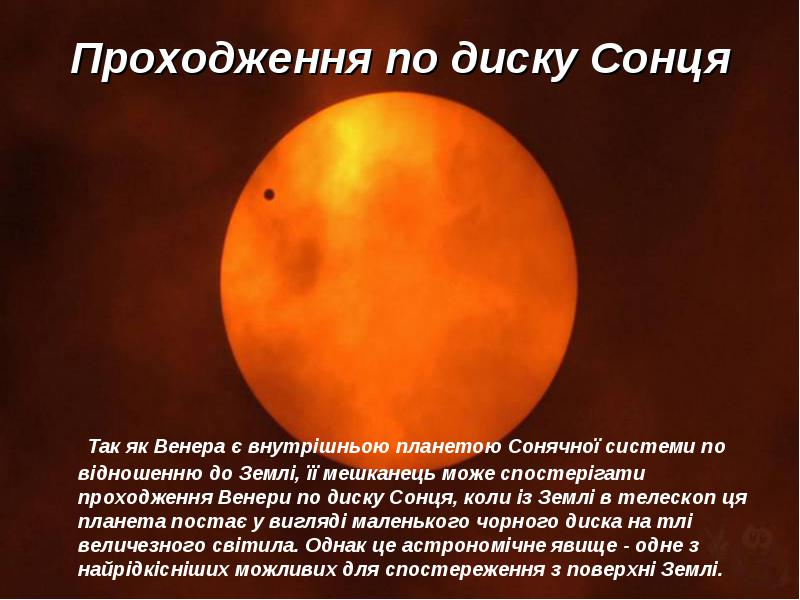 Проходження по диску Сонця
Так як Венера є внутрішньою планетою Сонячної системи по
відношенню до Землі, її мешканець може спостерігати
проходження Венери по диску Сонця, коли із Землі в телескоп ця
планета постає у вигляді маленького чорного диска на тлі
величезного світила. Однак це астрономічне явище - одне з
найрідкісніших можливих для спостереження з поверхні Землі.